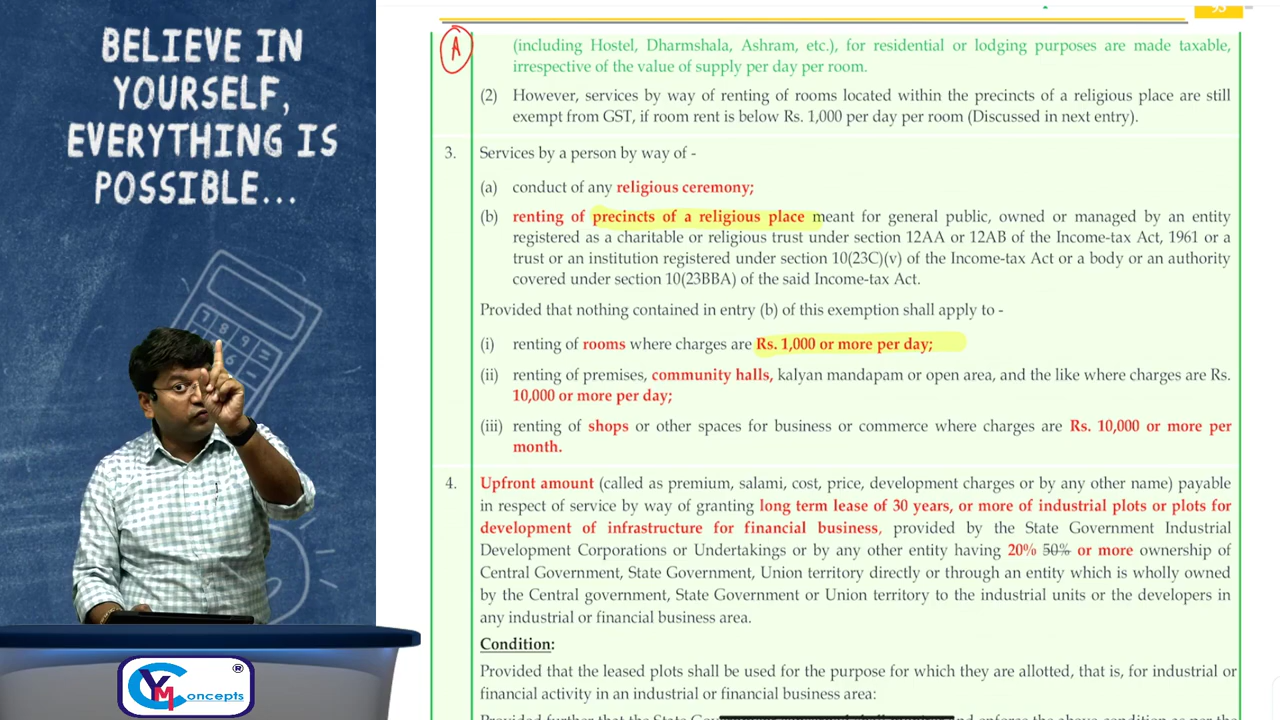 BELIEVE IN
YOURSELF,
EVERYTHING IS
POSSIBLE...
YM Concepts
®
A
(including Hostel, Dharmshala, Ashram, etc.), for residential or lodging purposes are made taxable,
irrespective of the value of supply per day per room.
(2) However, services by way of renting of rooms located within the precincts of a religious place are still
exempt from GST, if room rent is below Rs. 1,000 per day per room (Discussed in next entry).
3. Services by a person by way of -
(a) conduct of any religious ceremony;
(b) renting of precincts of a religious place meant for general public, owned or managed by an entity
registered as a charitable or religious trust under section 12AA or 12AB of the Income-tax Act, 1961 or a
trust or an institution registered under section 10(23C)(v) of the Income-tax Act or a body or an authority
covered under section 10(23BBA) of the said Income-tax Act.
Provided that nothing contained in entry (b) of this exemption shall apply to -
(i) renting of rooms where charges are Rs. 1,000 or more per day;
(ii) renting of premises, community halls, kalyan mandapam or open area, and the like where charges are Rs.
10,000 or more per day;
(iii) renting of shops or other spaces for business or commerce where charges are Rs. 10,000 or more per
month.
4. Upfront amount (called as premium, salami, cost, price, development charges or by any other name) payable
in respect of service by way of granting long term lease of 30 years, or more of industrial plots or plots for
development of infrastructure for financial business, provided by the State Government Industrial
Development Corporations or Undertakings or by any other entity having 20% 50% or more ownership of
Central Government, State Government, Union territory directly or through an entity which is wholly owned
by the Central government, State Government or Union territory to the industrial units or the developers in
any industrial or financial business area.
Condition:
Provided that the leased plots shall be used for the purpose for which they are allotted, that is, for industrial or
financial activity in an industrial or financial business area: